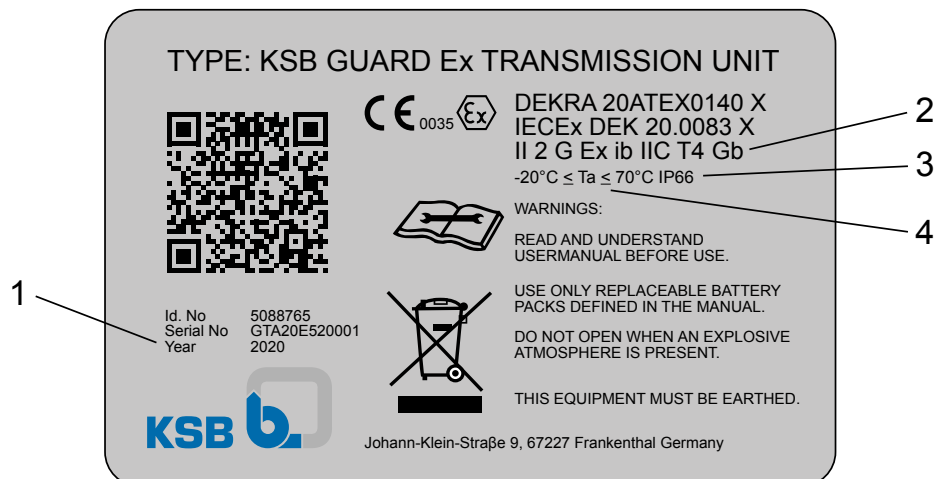 TYPE: KSB GUARD Ex TRANSMISSION UNIT
CE 0035 Ex
DEKRA 20ATEX0140 X
IECEx DEK 20.0083 X
II 2 G Ex ib IIC T4 Gb
2
-20°C ≤ Ta ≤ 70°C IP66
3
4
WARNINGS:
READ AND UNDERSTAND
USERMANUAL BEFORE USE.
USE ONLY REPLACEABLE BATTERY
PACKS DEFINED IN THE MANUAL.
DO NOT OPEN WHEN AN EXPLOSIVE
ATMOSPHERE IS PRESENT.
THIS EQUIPMENT MUST BE EARTHED.
1
Id. No 5088765
Serial No GTA20E520001
Year 2020
KSB b.
Johann-Klein-Straße 9, 67227 Frankenthal Germany